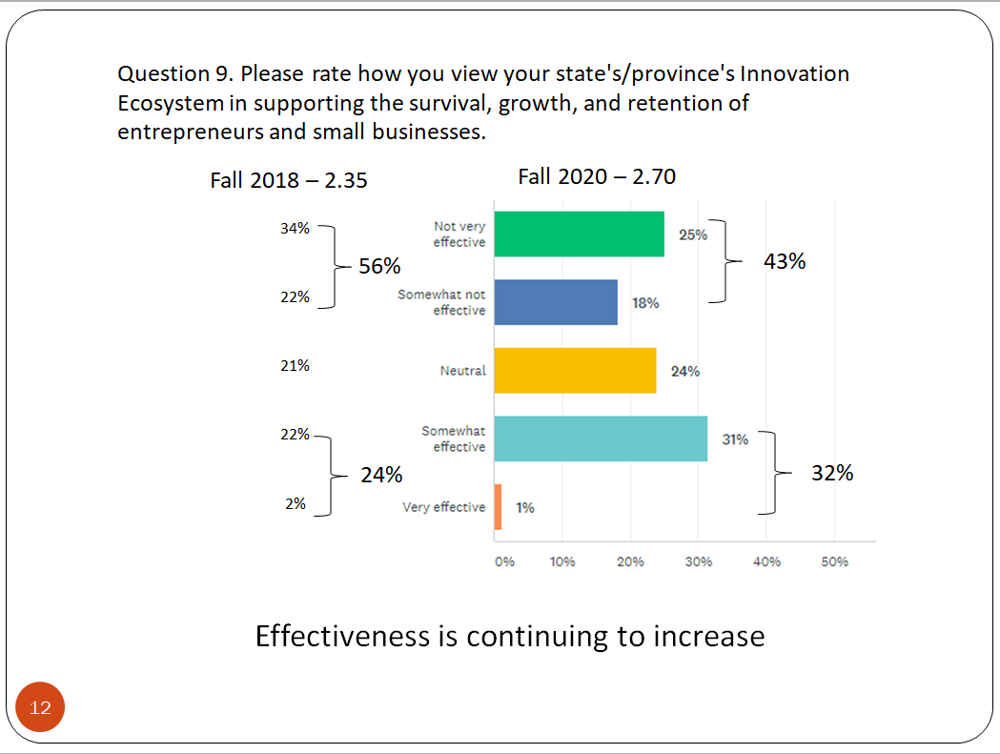 Question 9. Please rate how you view your state's/province's Innovation
Ecosystem in supporting the survival, growth, and retention of
entrepreneurs and small businesses.
Fall 2018 – 2.35
Fall 2020 – 2.70
34%
Not very
effective
25%
56%
43%
22%
Somewhat not
effective
18%
21%
Neutral
24%
22%
Somewhat
effective
31%
24%
32%
2%
Very effective
1%
0% 10% 20% 30% 40% 50%
Effectiveness is continuing to increase
12